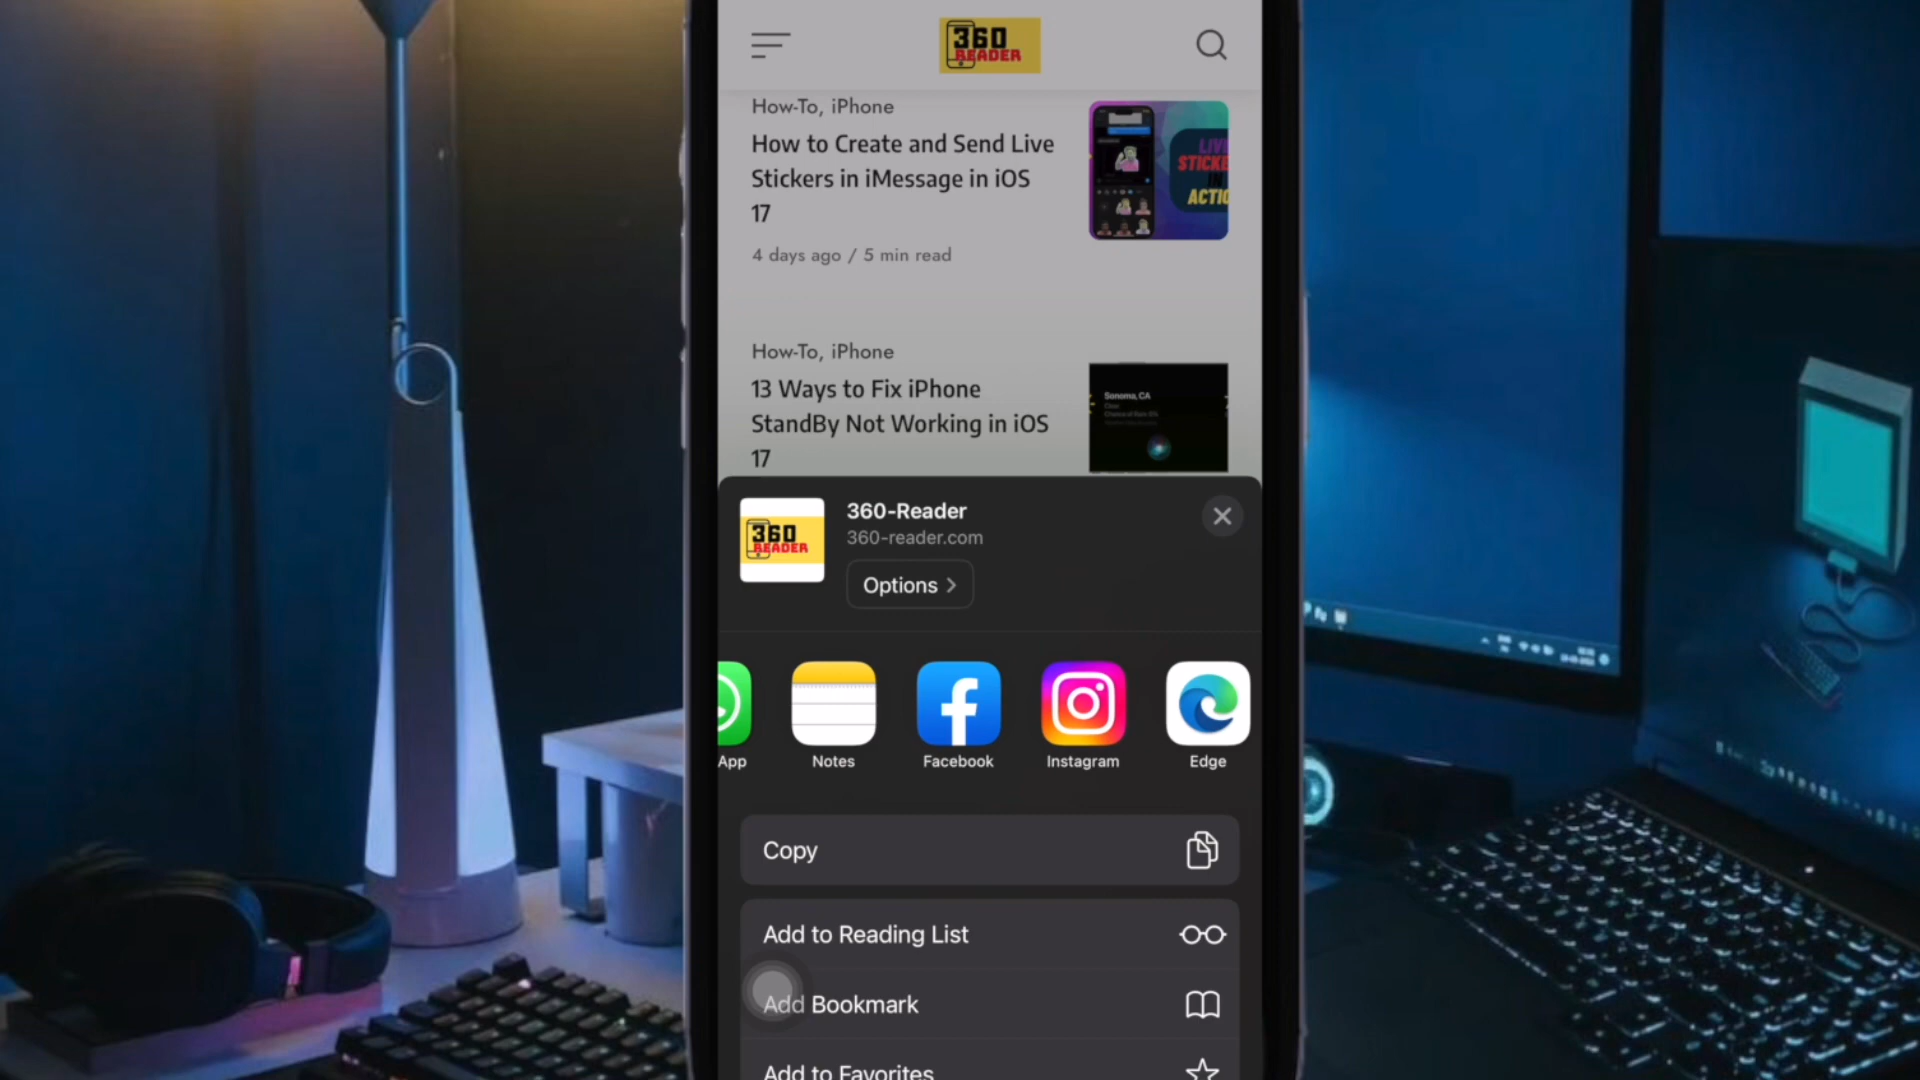 360
READER
How-To, iPhone
How to Create and Send Live
Stickers in iMessage in iOS
17
4 days ago / 5 min read
LIV
STICKE
ACTIO
How-To, iPhone
13 Ways to Fix iPhone
StandBy Not Working in iOS
17
Sonoma, CA
360
READER
360-Reader
360-reader.com
Options
App
Notes
Facebook
Instagram
Edge
Copy
Add to Reading List
Add Bookmark
Add to Favorites